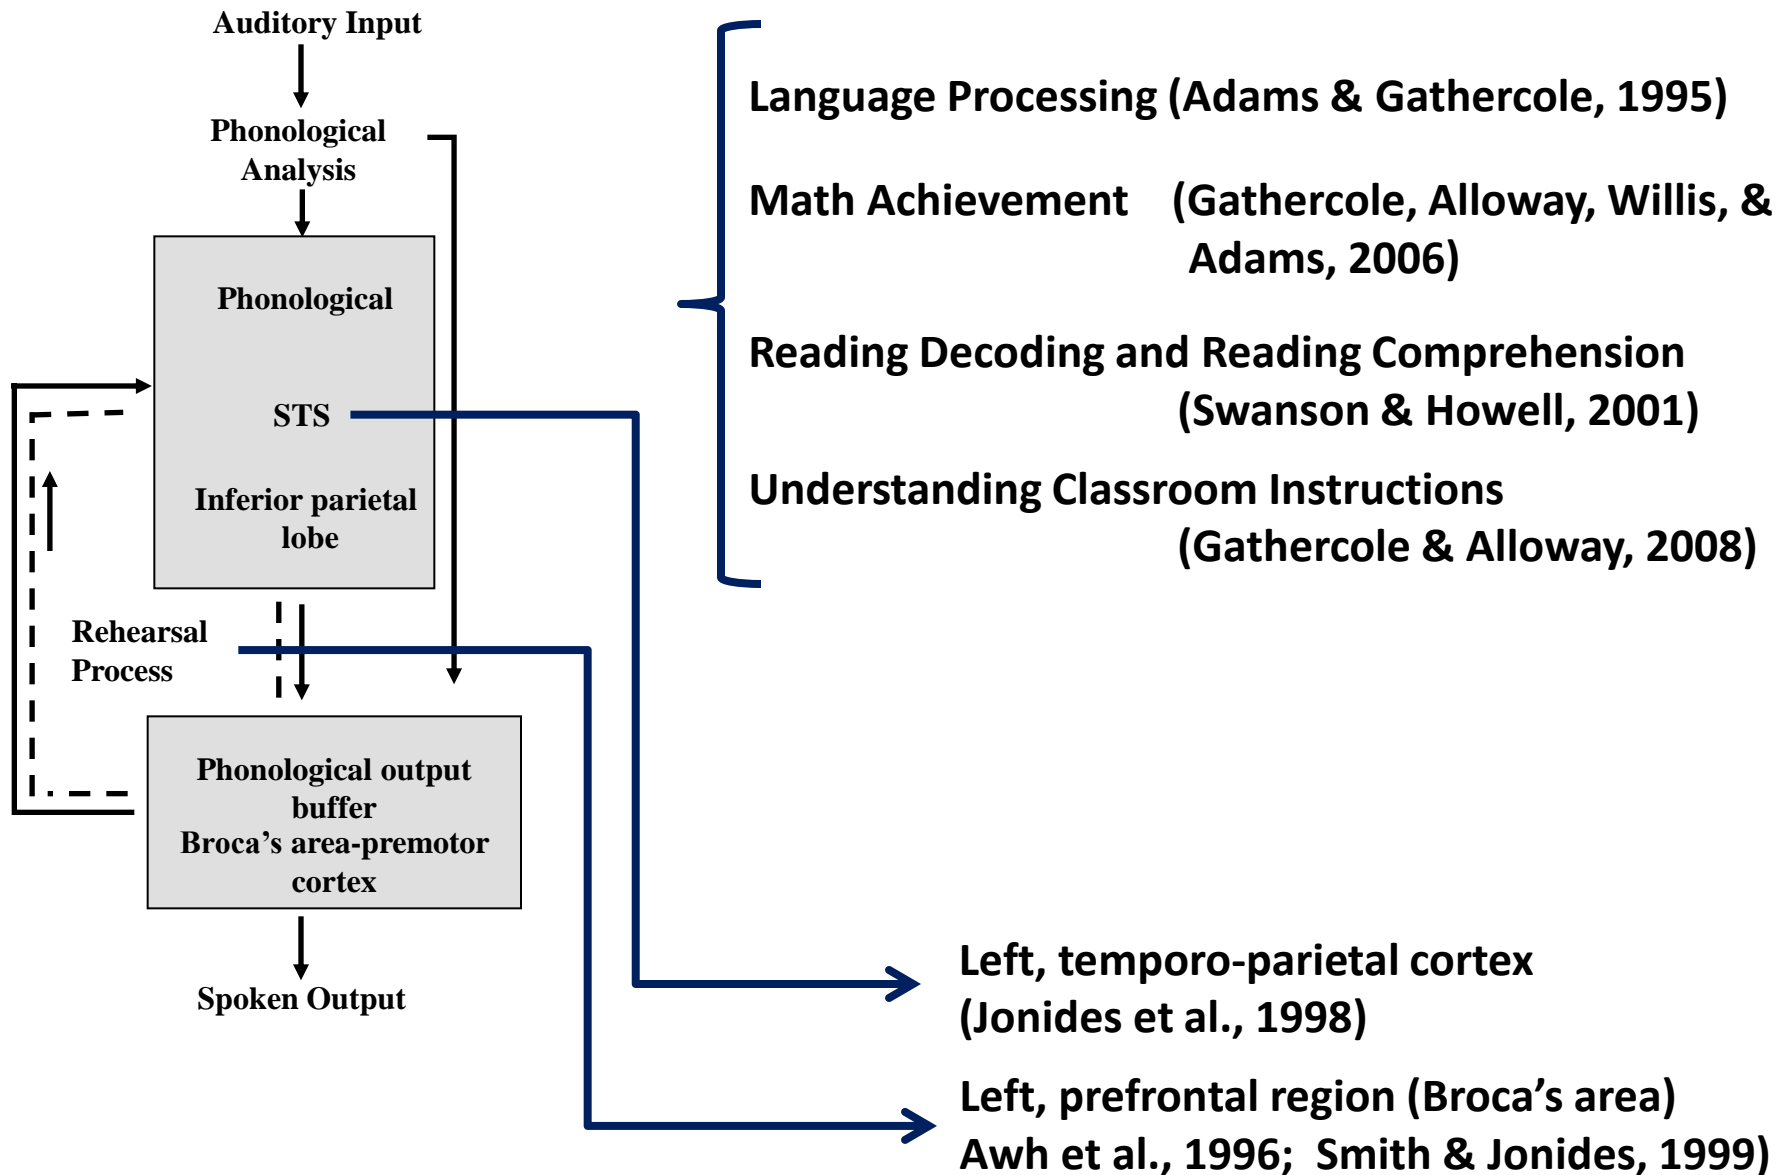 Auditory Input
Phonological
Analysis
Phonological
STS
Inferior parietal
lobe
Rehearsal
Process
Phonological output
buffer
Broca’s area-premotor
cortex
Spoken Output
Language Processing (Adams & Gathercole, 1995)
Math Achievement (Gathercole, Alloway, Willis, &
Adams, 2006)
Reading Decoding and Reading Comprehension
(Swanson & Howell, 2001)
Understanding Classroom Instructions
(Gathercole & Alloway, 2008)
Left, temporo-parietal cortex
(Jonides et al., 1998)
Left, prefrontal region (Broca’s area)
Awh et al., 1996; Smith & Jonides, 1999)